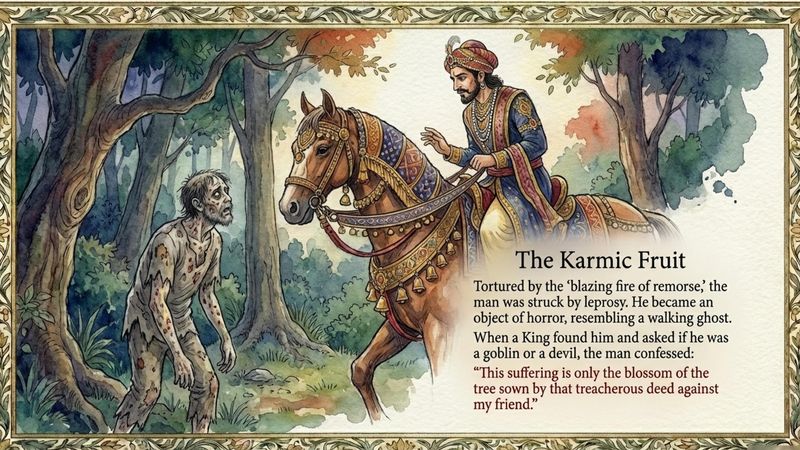 The Karmic Fruit
Tortured by the ‘blazing fire of remorse,’ the
man was struck by leprosy. He became an
object of horror, resembling a walking ghost.
When a King found him and asked if he was
a goblin or a devil, the man confessed:
“This suffering is only the blossom of the
tree sown by that treacherous deed against
my friend.”